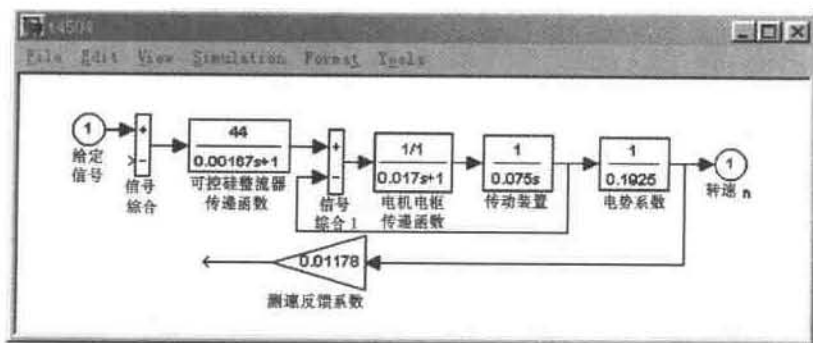 t4504
File Edit View Simulation Format Tools
1
给定
信号
+
-
信号
综合
44
0.00167s+1
可控硅整流器
传递函数
+
-
信号
综合1
1/1
0.017s+1
电机电枢
传递函数
1
0.075s
传动装置
1
0.1925
电势系数
1
转速 n
0.01178
测速反馈系数